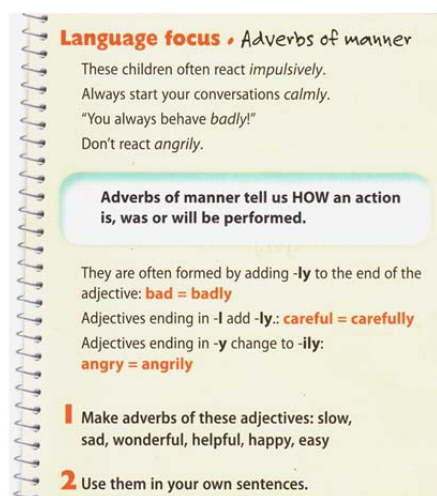 Language focus • Adverbs of manner
These children often react impulsively.
Always start your conversations calmly.
“You always behave badly!”
Don’t react angrily.
Adverbs of manner tell us HOW an action
is, was or will be performed.
They are often formed by adding -ly to the end of the
adjective: bad = badly
Adjectives ending in -l add -ly.: careful = carefully
Adjectives ending in -y change to -ily:
angry = angrily
1 Make adverbs of these adjectives: slow,
sad, wonderful, helpful, happy, easy
2 Use them in your own sentences.